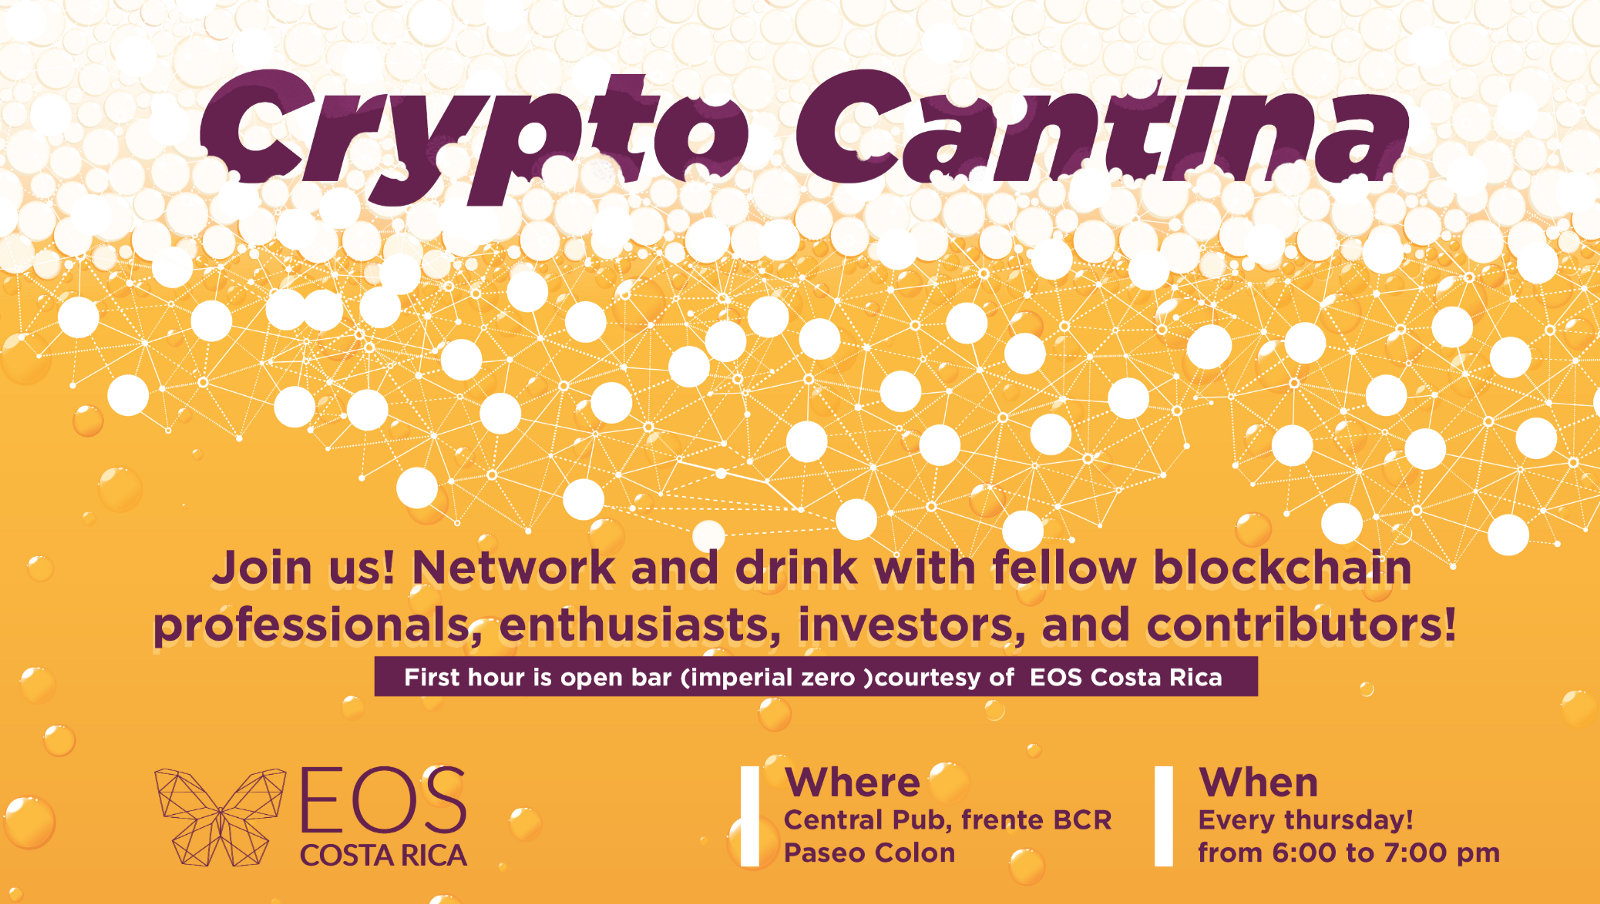 Crypto Cantina
Join us! Network and drink with fellow blockchain
professionals, enthusiasts, investors, and contributors!
First hour is open bar (imperial zero )courtesy of  EOS Costa Rica
EOS
COSTA RICA
Where
Central Pub, frente BCR
Paseo Colon
When
Every thursday!
from 6:00 to 7:00 pm